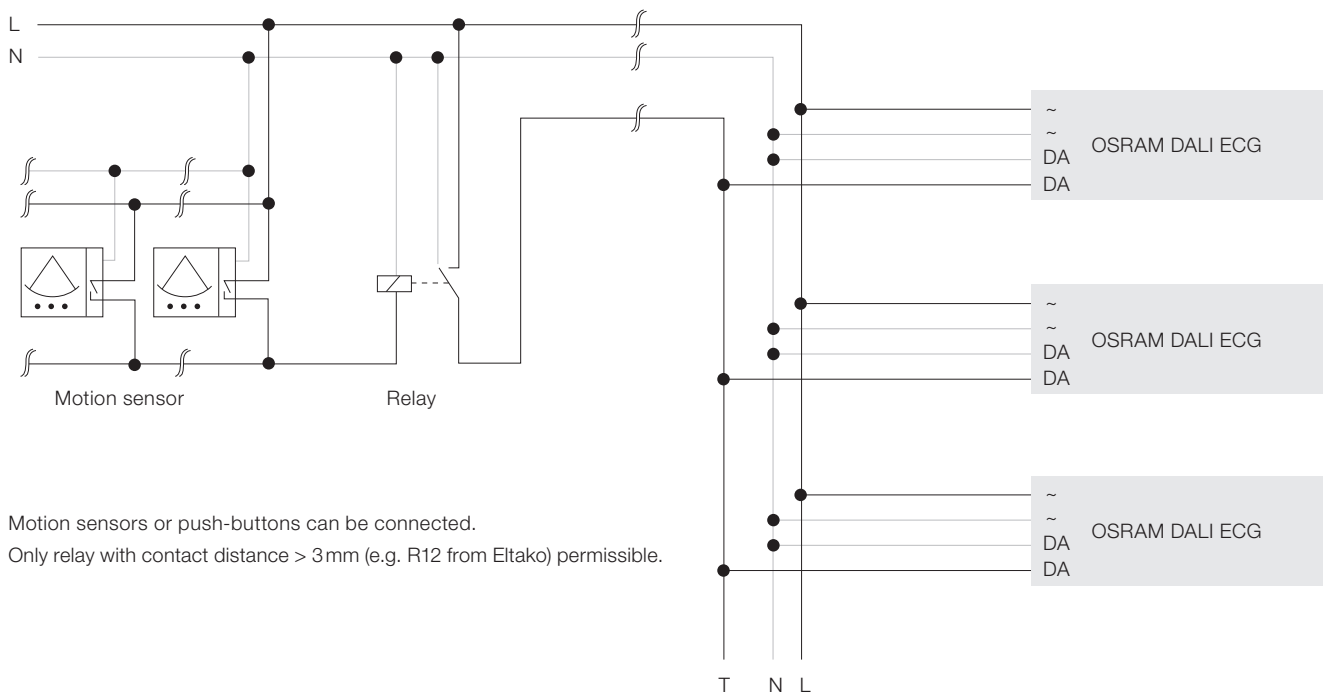 L
N
~
~
DA
DA
OSRAM DALI ECG
~
~
DA
DA
OSRAM DALI ECG
Motion sensor
Relay
~
~
DA
DA
OSRAM DALI ECG
Motion sensors or push-buttons can be connected.
Only relay with contact distance > 3 mm (e.g. R12 from Eltako) permissible.
T N L